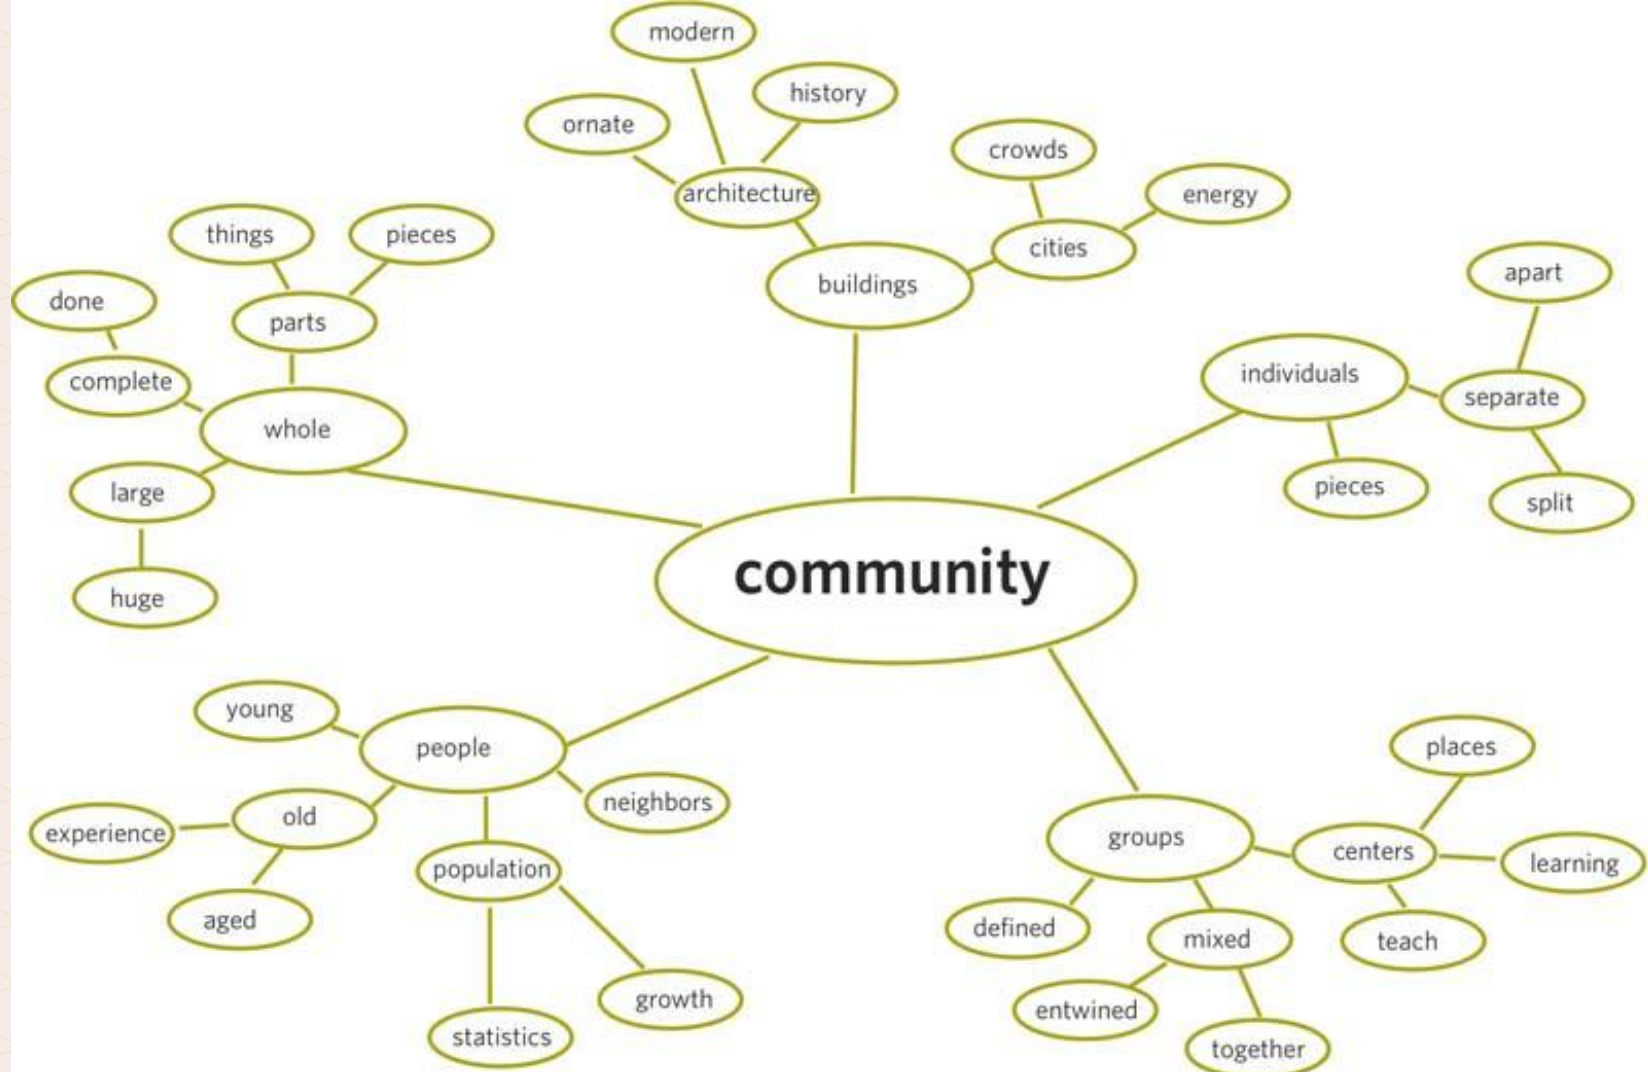 modern
history
ornate
crowds
architecture
energy
things
pieces
cities
buildings
apart
done
parts
individuals
complete
separate
whole
large
pieces
split
community
huge
young
people
places
neighbors
old
experience
groups
centers
learning
population
aged
defined
mixed
teach
growth
entwined
statistics
together